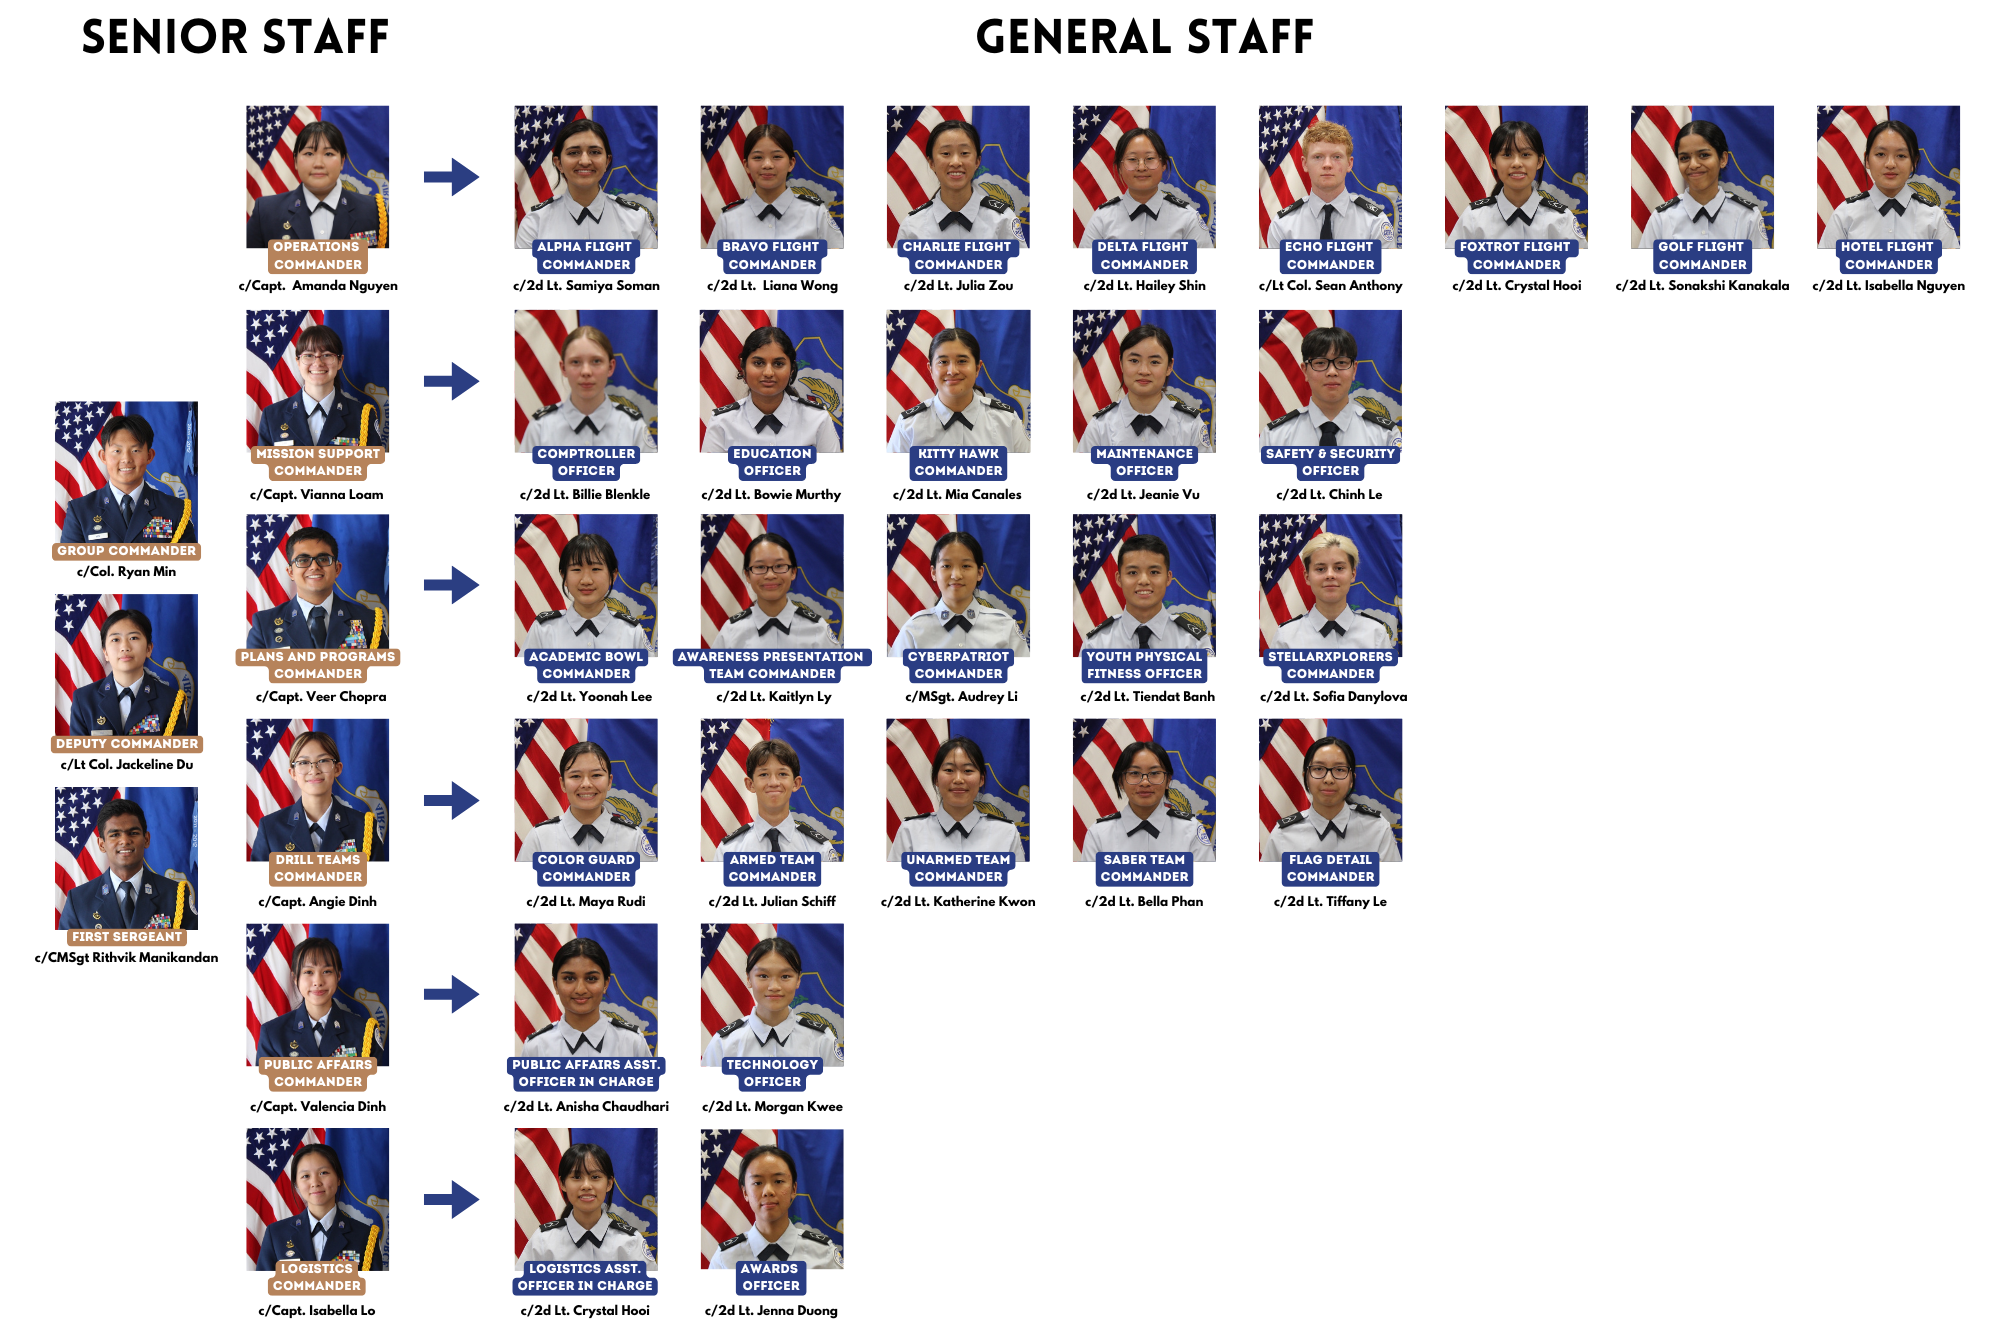 SENIOR STAFF
GENERAL STAFF
OPERATIONS
COMMANDER
c/Capt. Amanda Nguyen
ALPHA FLIGHT
COMMANDER
c/2d Lt. Samiya Soman
BRAVO FLIGHT
COMMANDER
c/2d Lt. Liana Wong
CHARLIE FLIGHT
COMMANDER
c/2d Lt. Julia Zou
DELTA FLIGHT
COMMANDER
c/2d Lt. Hailey Shin
ECHO FLIGHT
COMMANDER
c/Lt Col. Sean Anthony
FOXTROT FLIGHT
COMMANDER
c/2d Lt. Crystal Hooi
GOLF FLIGHT
COMMANDER
c/2d Lt. Sonakshi Kanakala
HOTEL FLIGHT
COMMANDER
c/2d Lt. Isabella Nguyen
MISSION SUPPORT
COMMANDER
c/Capt. Vianna Loam
COMPTROLLER
OFFICER
c/2d Lt. Billie Blenkle
EDUCATION
OFFICER
c/2d Lt. Bowie Murthy
KITTY HAWK
COMMANDER
c/2d Lt. Mia Canales
MAINTENANCE
OFFICER
c/2d Lt. Jeanie Vu
SAFETY & SECURITY
OFFICER
c/2d Lt. Chinh Le
GROUP COMMANDER
c/Col. Ryan Min
DEPUTY COMMANDER
c/Lt Col. Jackeline Du
FIRST SERGEANT
c/CMSgt Rithvik Manikandan
PLANS AND PROGRAMS
COMMANDER
c/Capt. Veer Chopra
ACADEMIC BOWL
COMMANDER
c/2d Lt. Yoonah Lee
AWARENESS PRESENTATION
TEAM COMMANDER
c/2d Lt. Kaitlyn Ly
CYBERPATRIOT
COMMANDER
c/MSgt. Audrey Li
YOUTH PHYSICAL
FITNESS OFFICER
c/2d Lt. Tiendat Banh
STELLARXPLORERS
COMMANDER
c/2d Lt. Sofia Danylova
DRILL TEAMS
COMMANDER
c/Capt. Angie Dinh
COLOR GUARD
COMMANDER
c/2d Lt. Maya Rudi
ARMED TEAM
COMMANDER
c/2d Lt. Julian Schiff
UNARMED TEAM
COMMANDER
c/2d Lt. Katherine Kwon
SABER TEAM
COMMANDER
c/2d Lt. Bella Phan
FLAG DETAIL
COMMANDER
c/2d Lt. Tiffany Le
PUBLIC AFFAIRS
COMMANDER
c/Capt. Valencia Dinh
PUBLIC AFFAIRS ASST.
OFFICER IN CHARGE
c/2d Lt. Anisha Chaudhari
TECHNOLOGY
OFFICER
c/2d Lt. Morgan Kwee
LOGISTICS
COMMANDER
c/Capt. Isabella Lo
LOGISTICS ASST.
OFFICER IN CHARGE
c/2d Lt. Crystal Hooi
AWARDS
OFFICER
c/2d Lt. Jenna Duong